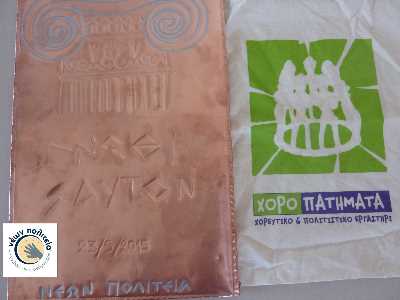 ΓΝΩΘΙ
ΣΑΥΤΟΝ
23/5/2015
ΝΕΩΝ ΠΟΛΙΤΕΙΑ
νέων πολιτεία
ΧΟΡΟΠΑΤΗΜΑΤΑ
ΧΟΡΕΥΤΙΚΟ & ΠΟΛΙΤΙΣΤΙΚΟ ΕΡΓΑΣΤΗΡΙ